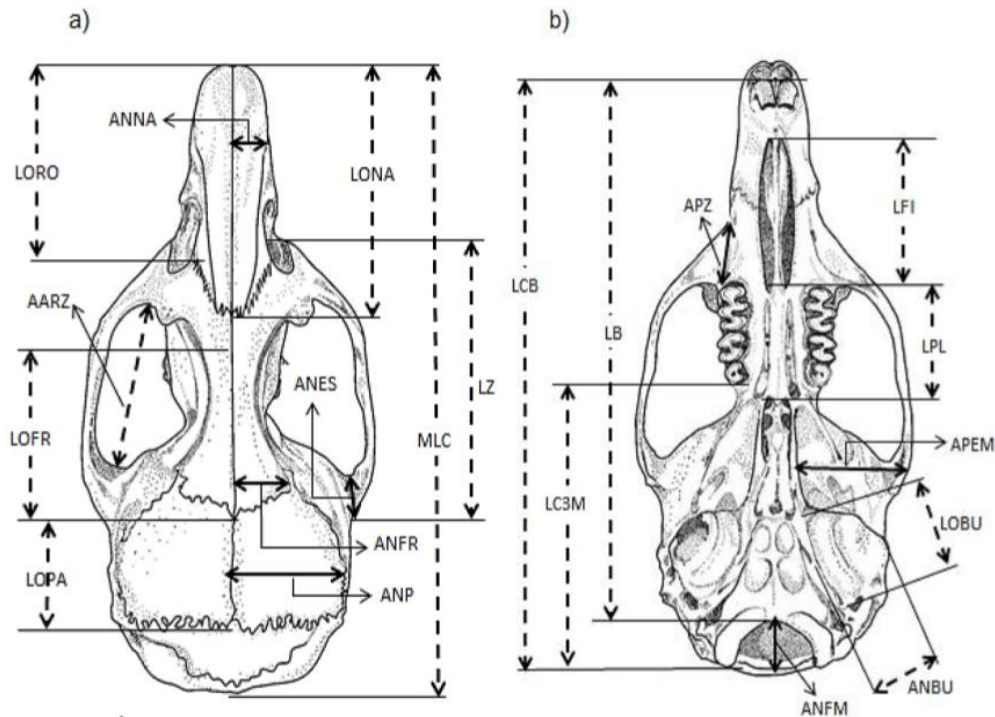 a)
ANNA
LORO
LONA
AARZ
LZ
ANES
LOFR
MLC
ANFR
LOPA
ANP
b)
APZ
LFI
LCB
LB
LPL
APEM
LC3M
LOBU
ANBU
ANFM